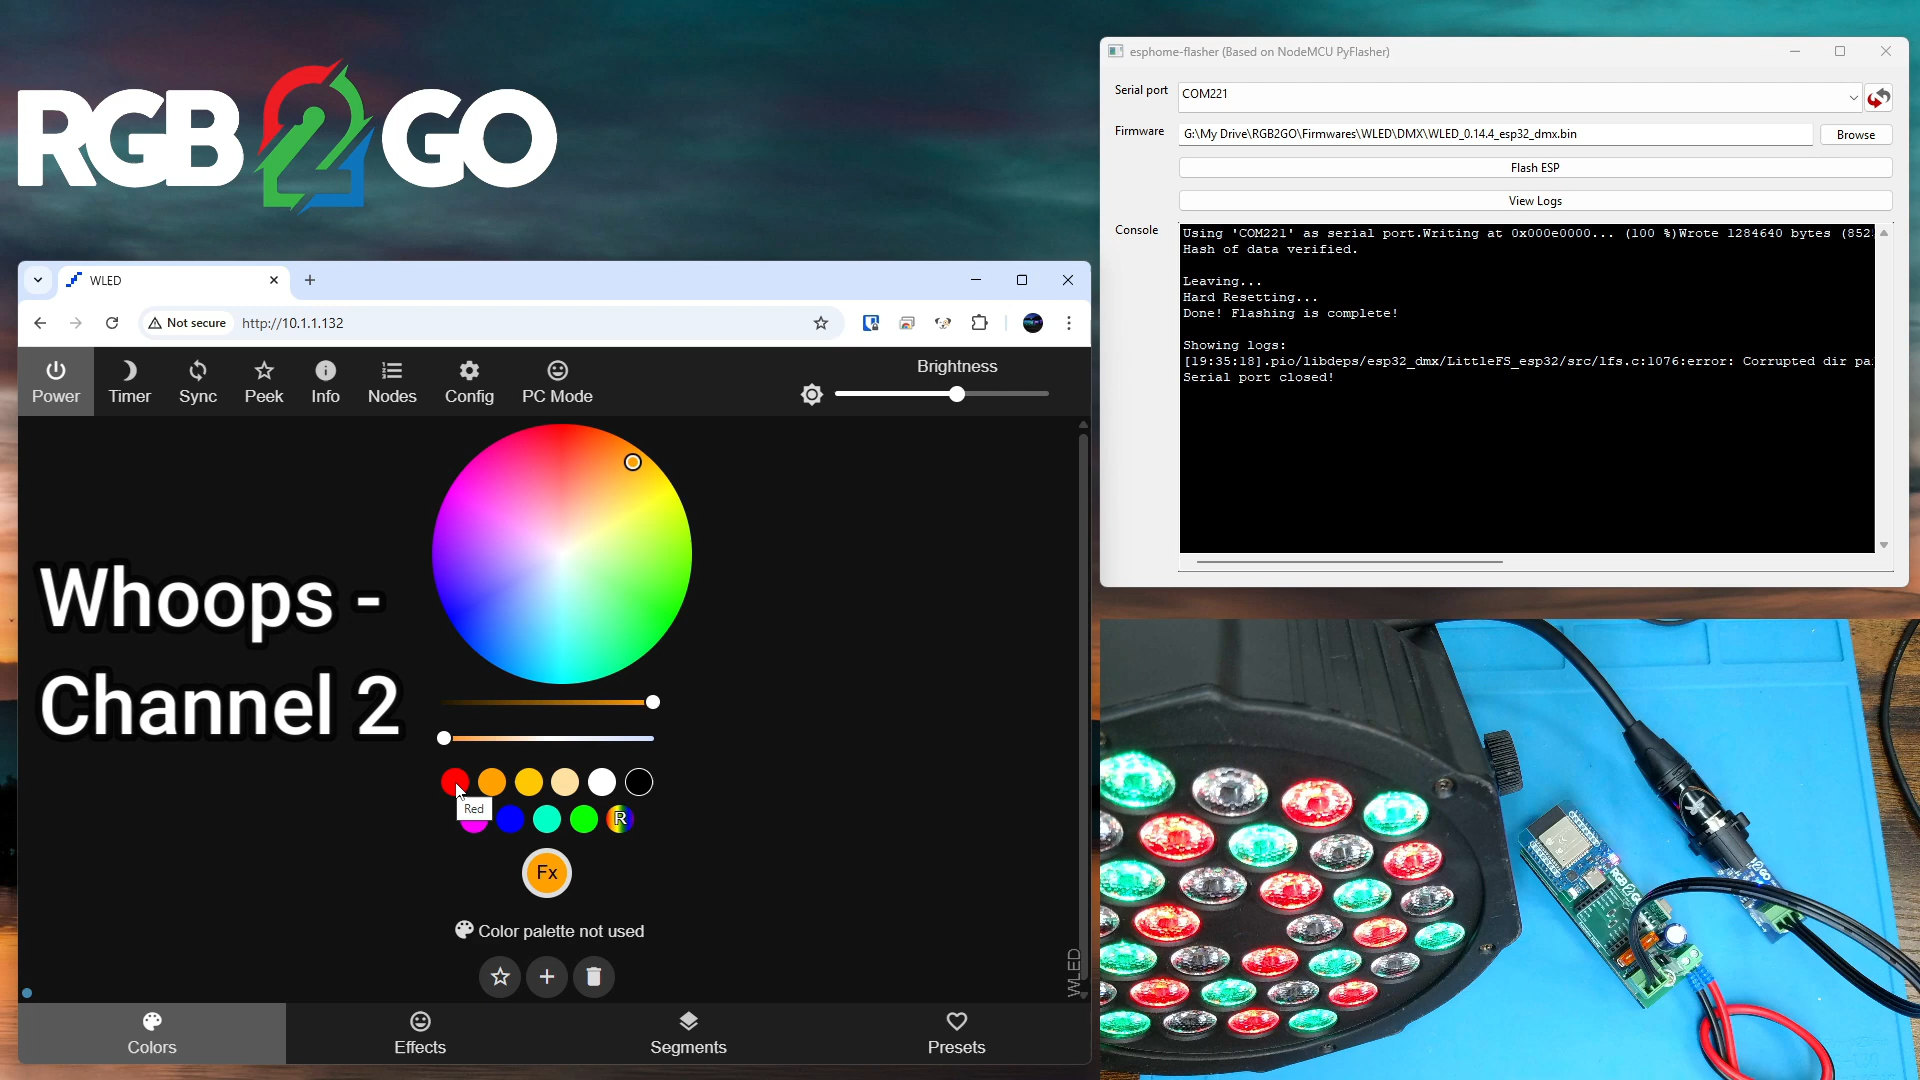 RGB2GO
WLED
Not secure
http://10.1.1.132
Power
Timer
Sync
Peek
Info
Nodes
Config
PC Mode
Brightness
Whoops -
Channel 2
Red
R
Fx
Color palette not used
WLED
Colors
Effects
Segments
Presets
esphome-flasher (Based on NodeMCU PyFlasher)
Serial port
COM221
Firmware
G:\My Drive\RGB2GO\Firmwares\WLED\DMX\WLED_0.14.4_esp32_dmx.bin
Browse
Flash ESP
View Logs
Console
Using 'COM221' as serial port.Writing at 0x000e0000... (100 %)Wrote 1284640 bytes (852
Hash of data verified.
Leaving...
Hard Resetting...
Done! Flashing is complete!
Showing logs:
[19:35:18].pio/libdeps/esp32_dmx/LittleFS_esp32/src/lfs.c:1076:error: Corrupted dir pa
Serial port closed!
RGB2GO